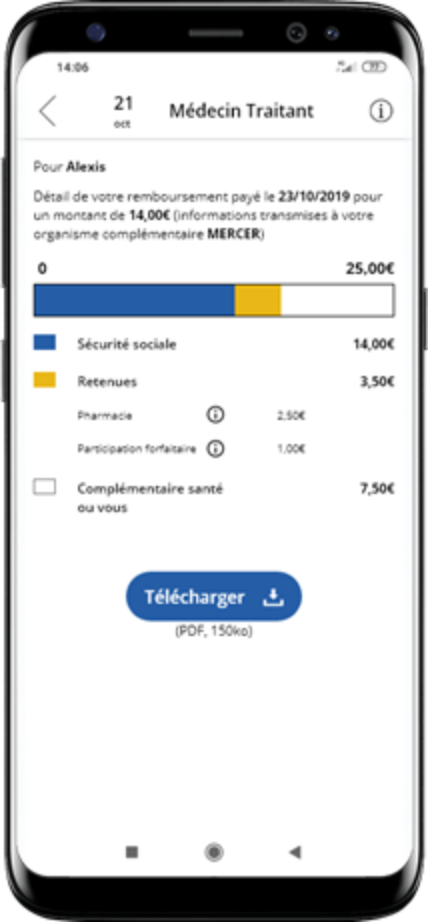 14:06
21
oct
Médecin Traitant
Pour Alexis
Détail de votre remboursement payé le 23/10/2019 pour
un montant de 14,00€ (informations transmises à votre
organisme complémentaire MERCER)
0
25,00€
Sécurité sociale
14,00€
Retenues
3,50€
Pharmacie
2,50€
Participation forfaitaire
1,00€
Complémentaire santé
ou vous
7,50€
Télécharger
(PDF, 150ko)